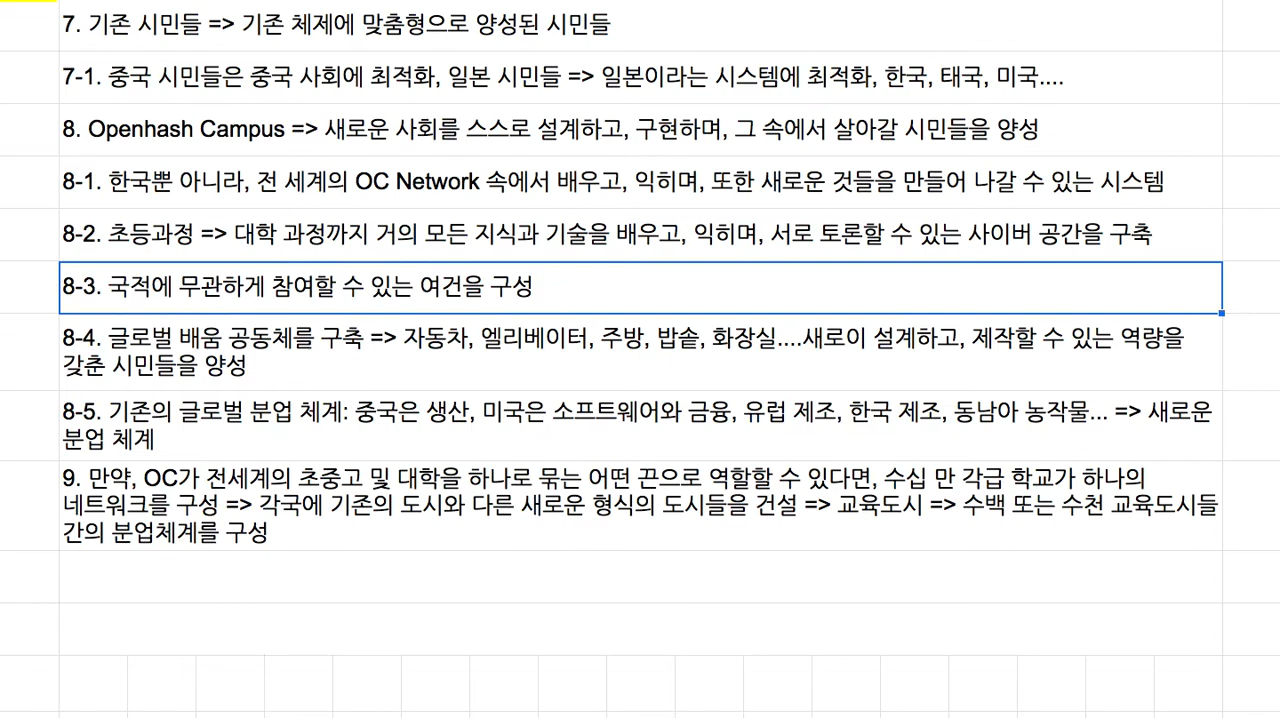 7. 기존 시민들 => 기존 체제에 맞춤형으로 양성된 시민들
7-1. 중국 시민들은 중국 사회에 최적화, 일본 시민들 => 일본이라는 시스템에 최적화, 한국, 태국, 미국....
8. Openhash Campus => 새로운 사회를 스스로 설계하고, 구현하며, 그 속에서 살아갈 시민들을 양성
8-1. 한국뿐 아니라, 전 세계의 OC Network 속에서 배우고, 익히며, 또한 새로운 것들을 만들어 나갈 수 있는 시스템
8-2. 초등과정 => 대학 과정까지 거의 모든 지식과 기술을 배우고, 익히며, 서로 토론할 수 있는 사이버 공간을 구축
8-3. 국적에 무관하게 참여할 수 있는 여건을 구성
8-4. 글로벌 배움 공동체를 구축 => 자동차, 엘리베이터, 주방, 밥솥, 화장실....새로이 설계하고, 제작할 수 있는 역량을
갖춘 시민들을 양성
8-5. 기존의 글로벌 분업 체계: 중국은 생산, 미국은 소프트웨어와 금융, 유럽 제조, 한국 제조, 동남아 농작물... => 새로운
분업 체계
9. 만약, OC가 전세계의 초중고 및 대학을 하나로 묶는 어떤 끈으로 역할할 수 있다면, 수십 만 각급 학교가 하나의
네트워크를 구성 => 각국에 기존의 도시와 다른 새로운 형식의 도시들을 건설 => 교육도시 => 수백 또는 수천 교육도시들
간의 분업체계를 구성